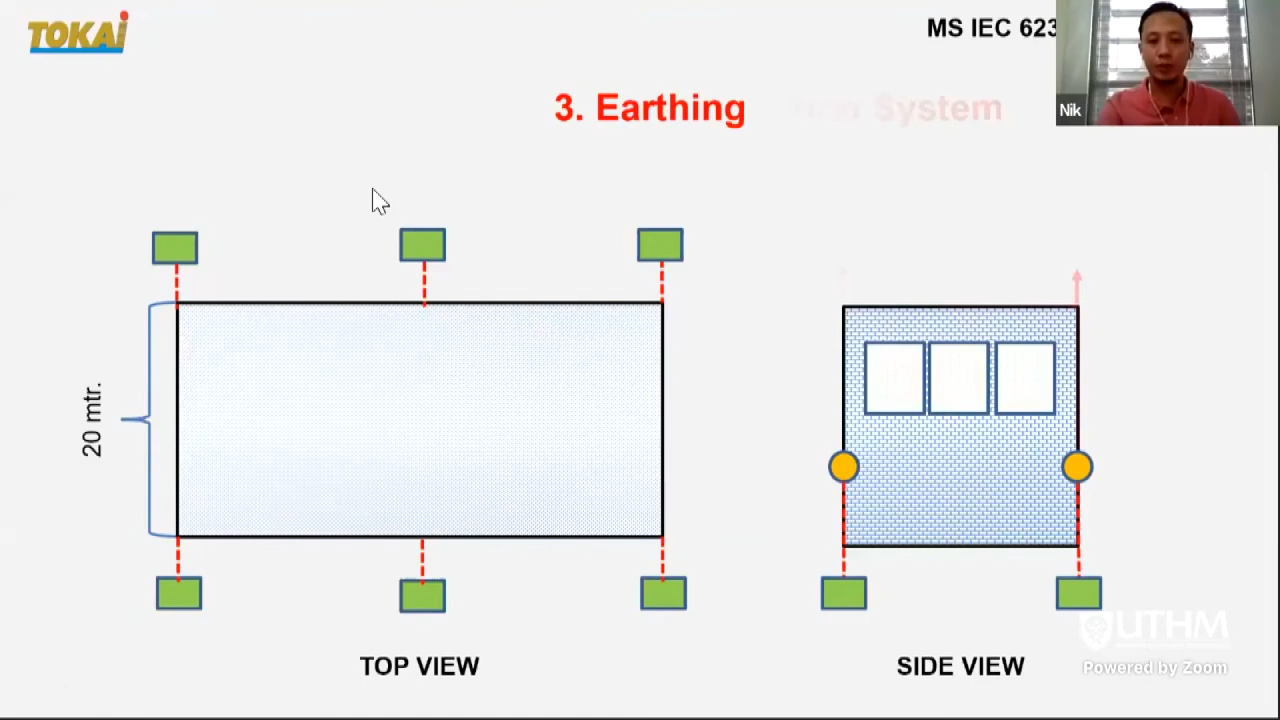 TOKAi
MS IEC 623
3. Earthing System
Nik
20 mtr.
TOP VIEW
SIDE VIEW
UTHM
Powered by Zoom